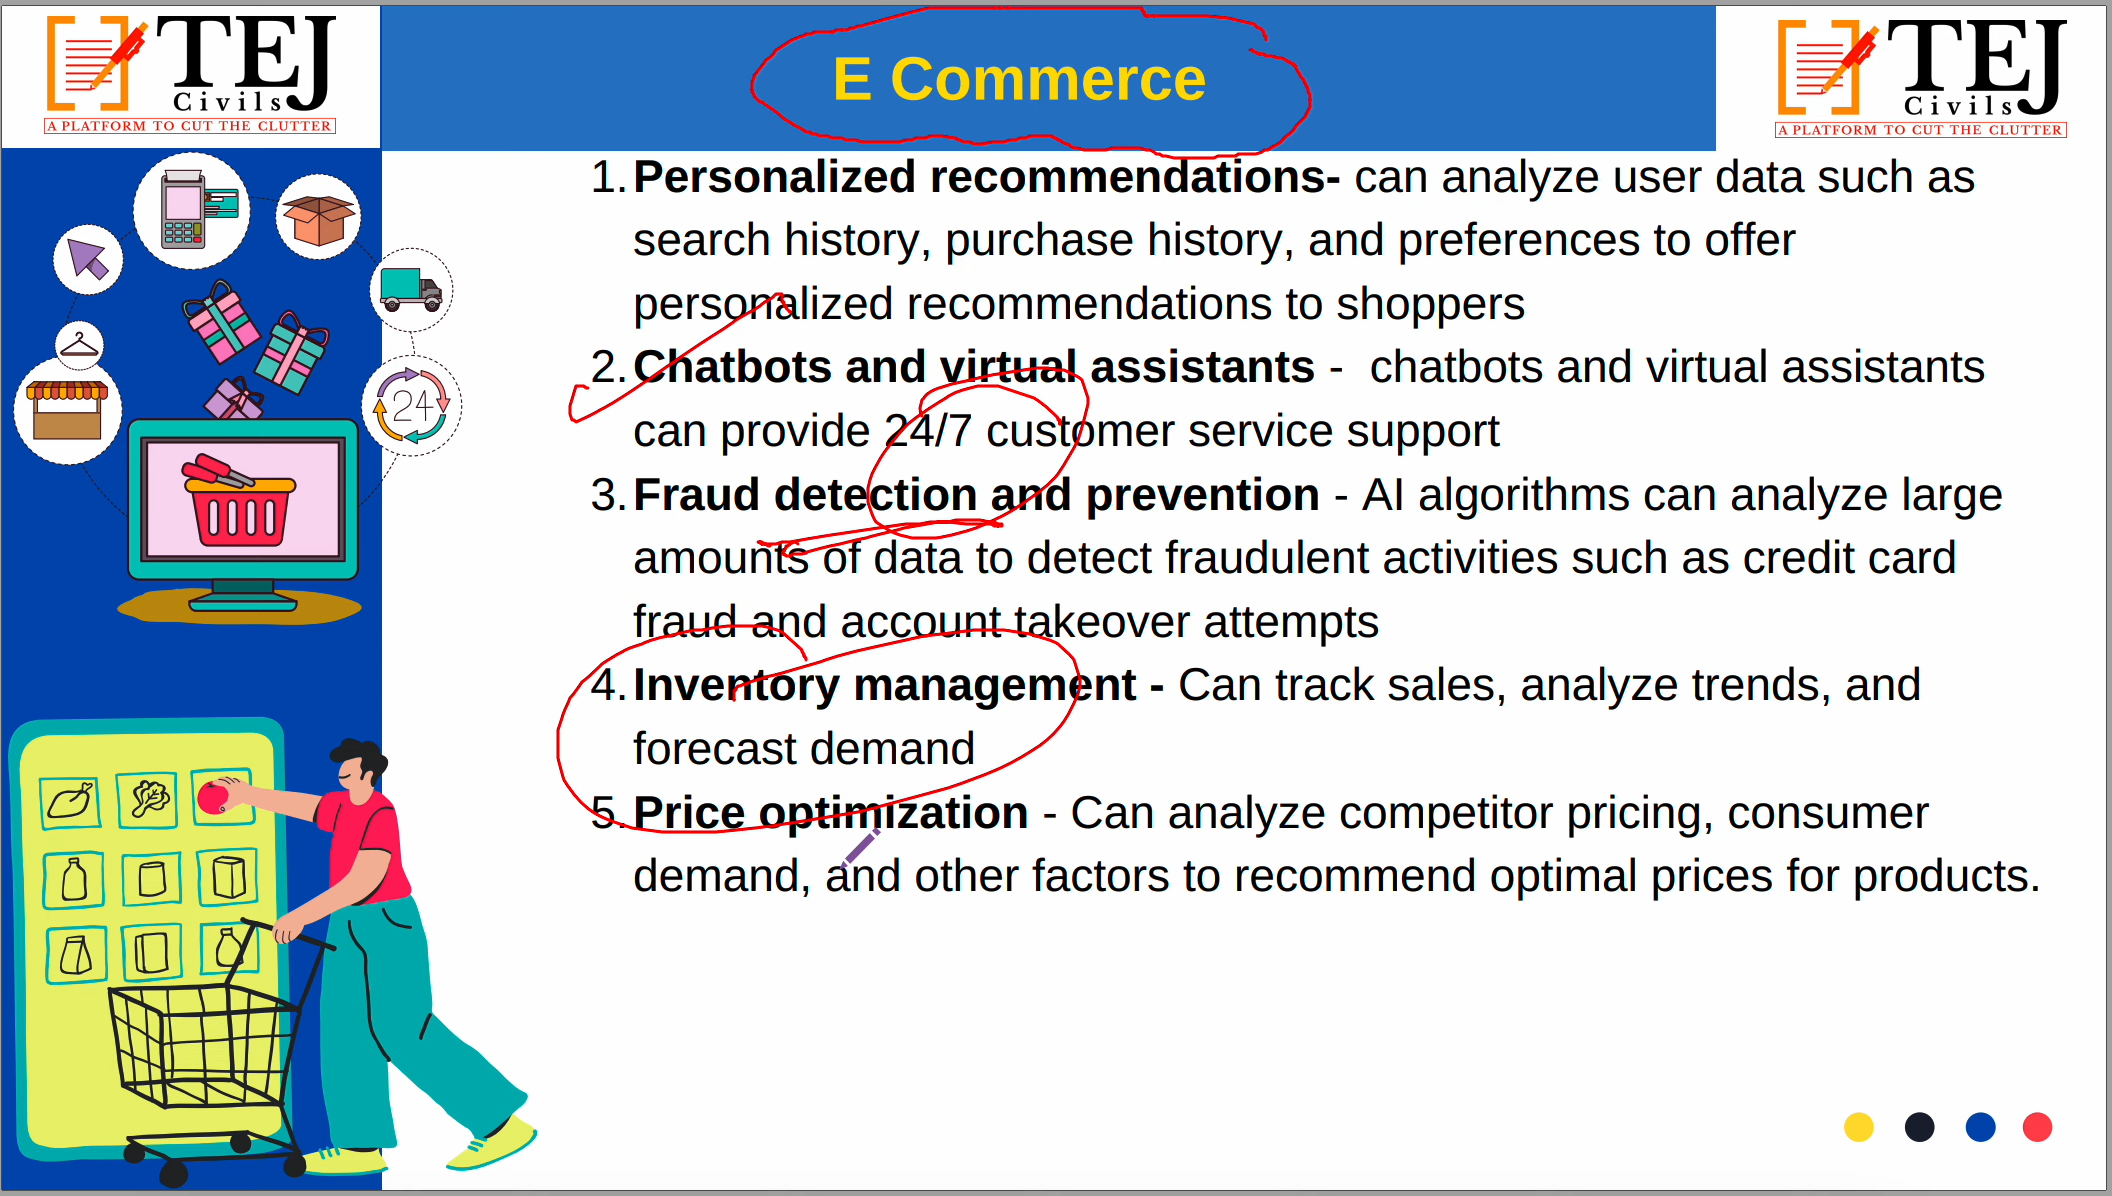 TEJ
Civils
A PLATFORM TO CUT THE CLUTTER
E Commerce
TEJ
Civils
A PLATFORM TO CUT THE CLUTTER
1. Personalized recommendations- can analyze user data such as
search history, purchase history, and preferences to offer
personalized recommendations to shoppers
2. Chatbots and virtual assistants - chatbots and virtual assistants
can provide 24/7 customer service support
3. Fraud detection and prevention - AI algorithms can analyze large
amounts of data to detect fraudulent activities such as credit card
fraud and account takeover attempts
4. Inventory management - Can track sales, analyze trends, and
forecast demand
5. Price optimization - Can analyze competitor pricing, consumer
demand, and other factors to recommend optimal prices for products.
24